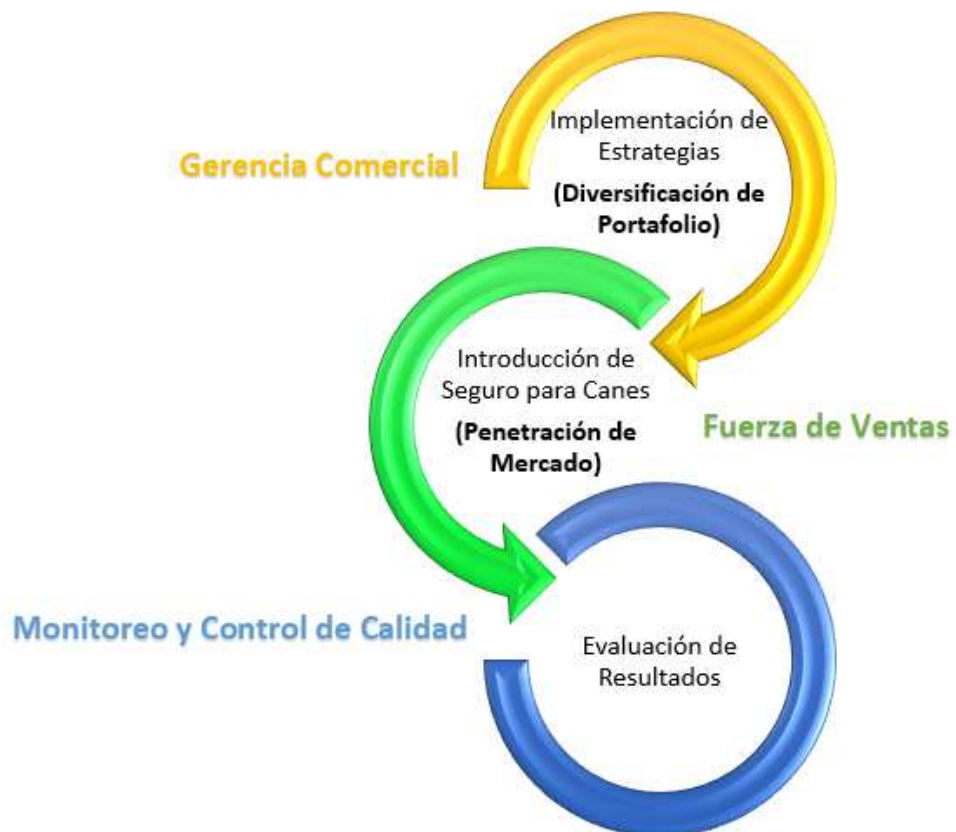 Implementación de
Estrategias
(Diversificación de
Portafolio)
Gerencia Comercial
Introducción de
Seguro para Canes
(Penetración de
Mercado)
Fuerza de Ventas
Monitoreo y Control de Calidad
Evaluación de
Resultados